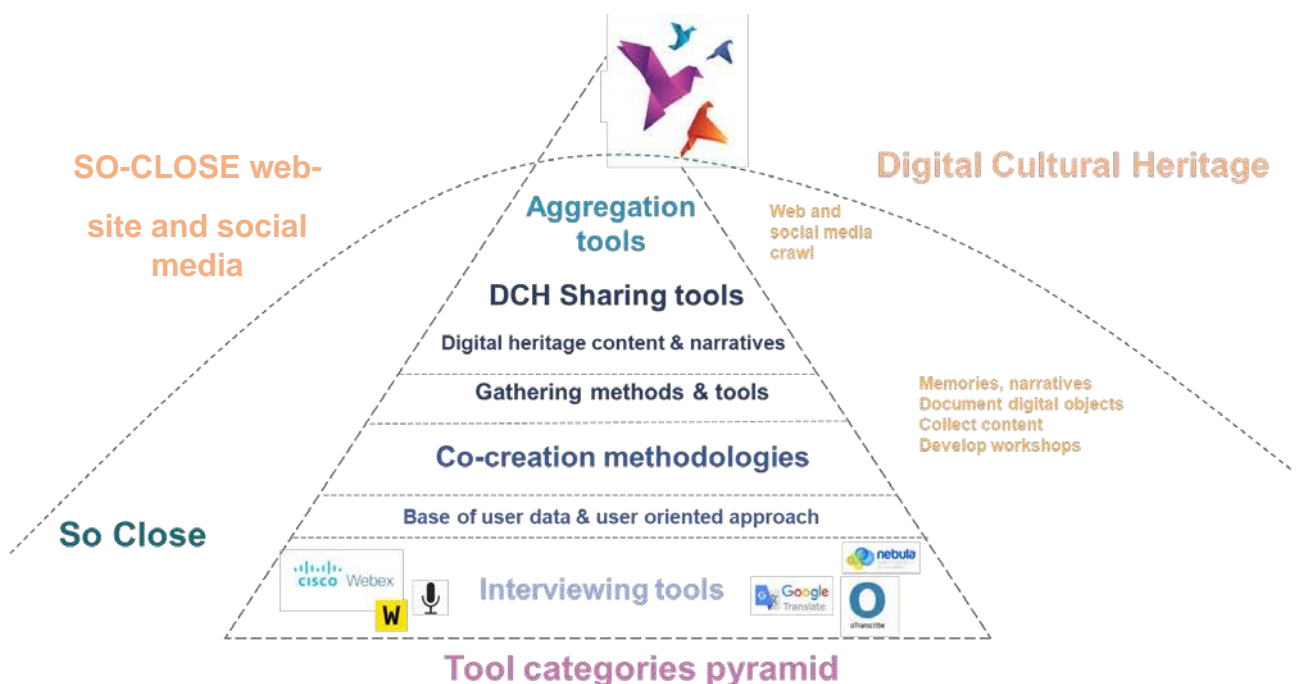 SO-CLOSE web-
site and social
media
Digital Cultural Heritage
Aggregation
tools
Web and
social media
crawl
DCH Sharing tools
Digital heritage content & narratives
Gathering methods & tools
Memories, narratives
Document digital objects
Collect content
Develop workshops
Co-creation methodologies
Base of user data & user oriented approach
So Close
CISCO Webex
W
Interviewing tools
nebula
Google
Translate
G
O
oTranscribe
Tool categories pyramid